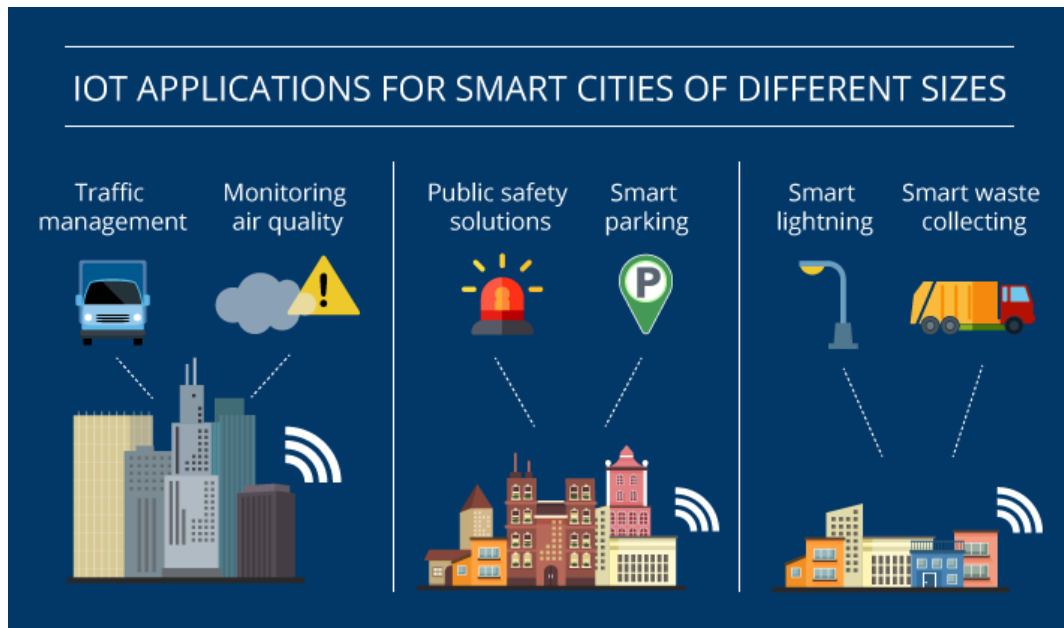 IOT APPLICATIONS FOR SMART CITIES OF DIFFERENT SIZES
Traffic
management
Monitoring
air quality
Public safety
solutions
Smart
parking
Smart
lightning
Smart waste
collecting
!
P